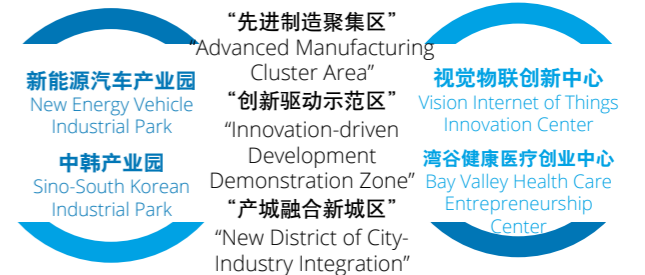 新能源汽车产业园
New Energy Vehicle
Industrial Park
中韩产业园
Sino-South Korean
Industrial Park
“先进制造聚集区”
“Advanced Manufacturing
Cluster Area”
“创新驱动示范区”
“Innovation-driven
Development
Demonstration Zone”
“产城融合新城区”
“New District of City-
Industry Integration”
视觉物联创新中心
Vision Internet of Things
Innovation Center
湾谷健康医疗创业中心
Bay Valley Health Care
Entrepreneurship
Center